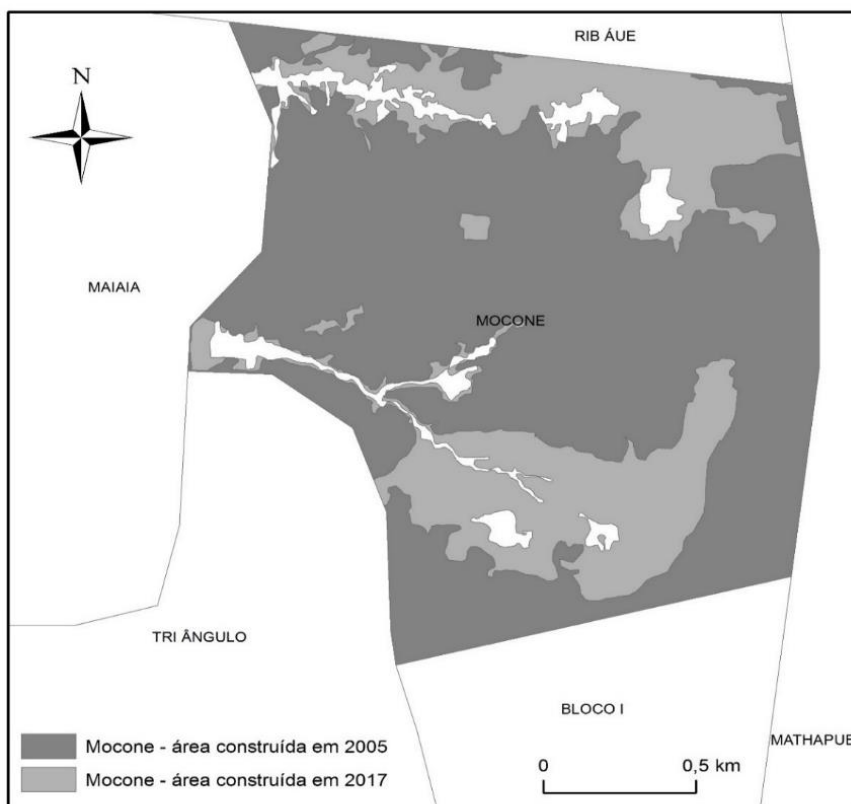 RIB ÁUE
N
MAIAIA
MOCONE
TRI ÂNGULO
BLOCO I
MATHAPUE
Mocone - área construída em 2005
Mocone - área construída em 2017
0 0,5 km